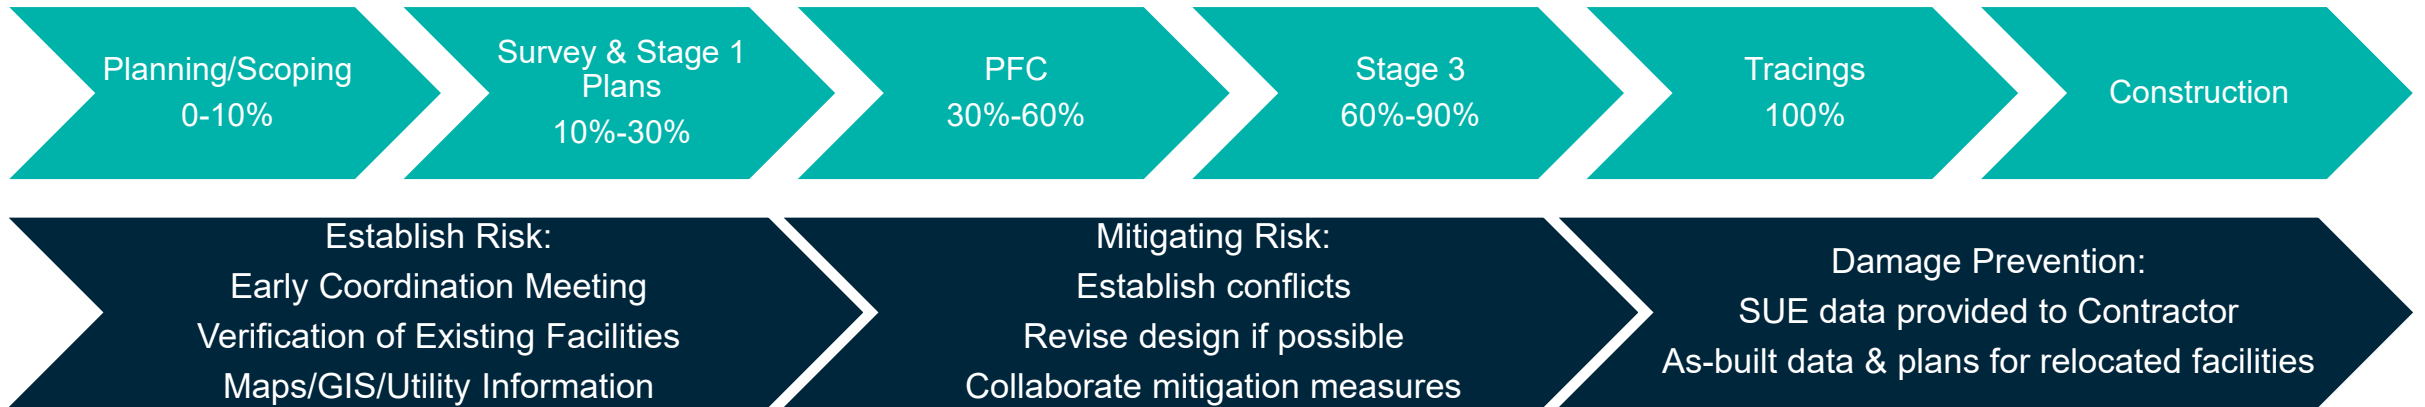 Planning/Scoping
0-10%
Survey & Stage 1
Plans
10%-30%
PFC
30%-60%
Stage 3
60%-90%
Tracings
100%
Construction
Establish Risk:
Early Coordination Meeting
Verification of Existing Facilities
Maps/GIS/Utility Information
Mitigating Risk:
Establish conflicts
Revise design if possible
Collaborate mitigation measures
Damage Prevention:
SUE data provided to Contractor
As-built data & plans for relocated facilities